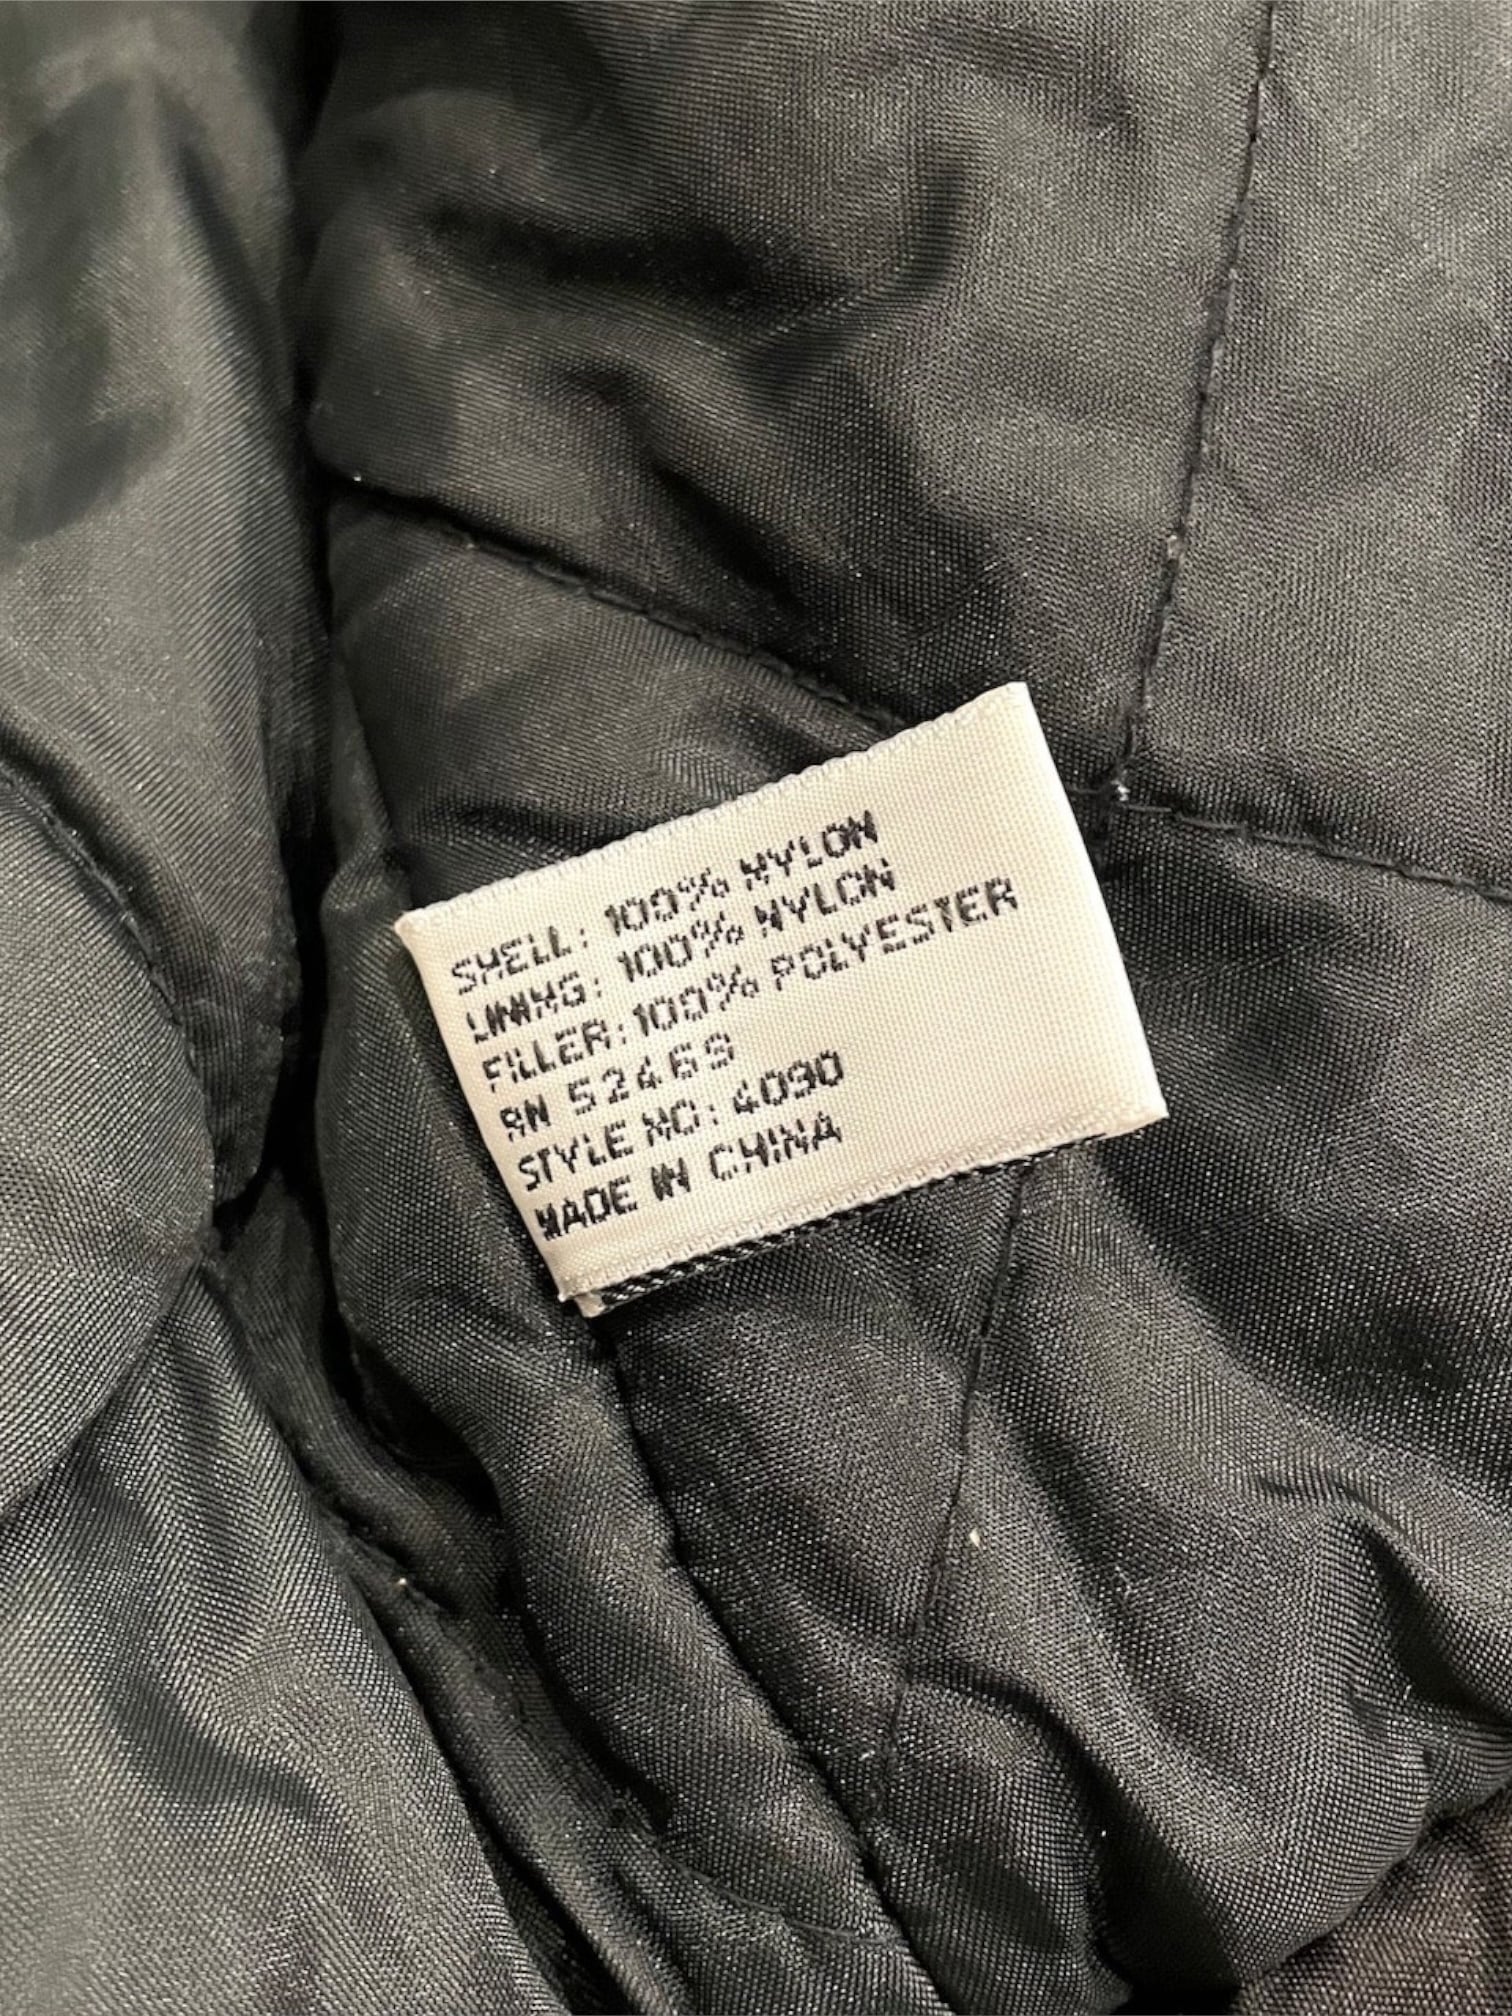 SHELL: 100% NYLON
LINING: 100% NYLON
FILLER: 100% POLYESTER
RN 52469
STYLE NO: 4090
MADE IN CHINA